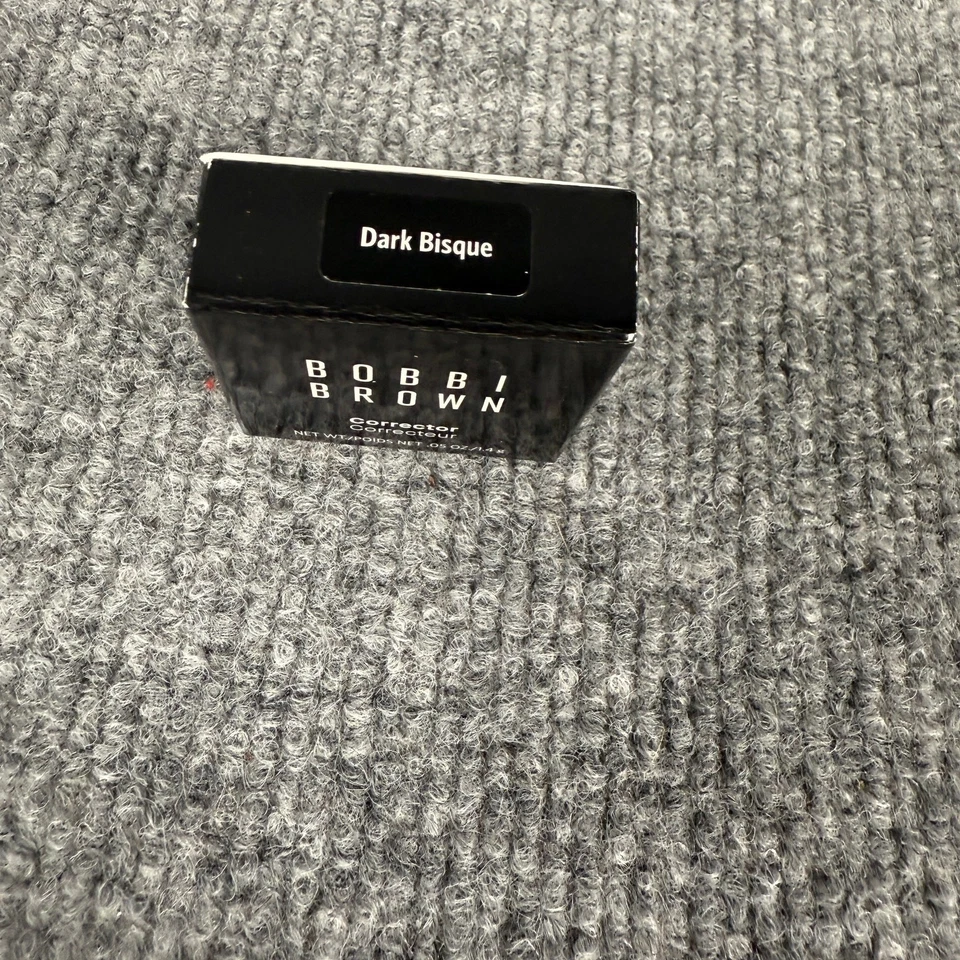 Dark Bisque
BOBBI
BROWN
Corrector
Correcteur
NET WT./POIDS NET .05 OZ/1.4 g